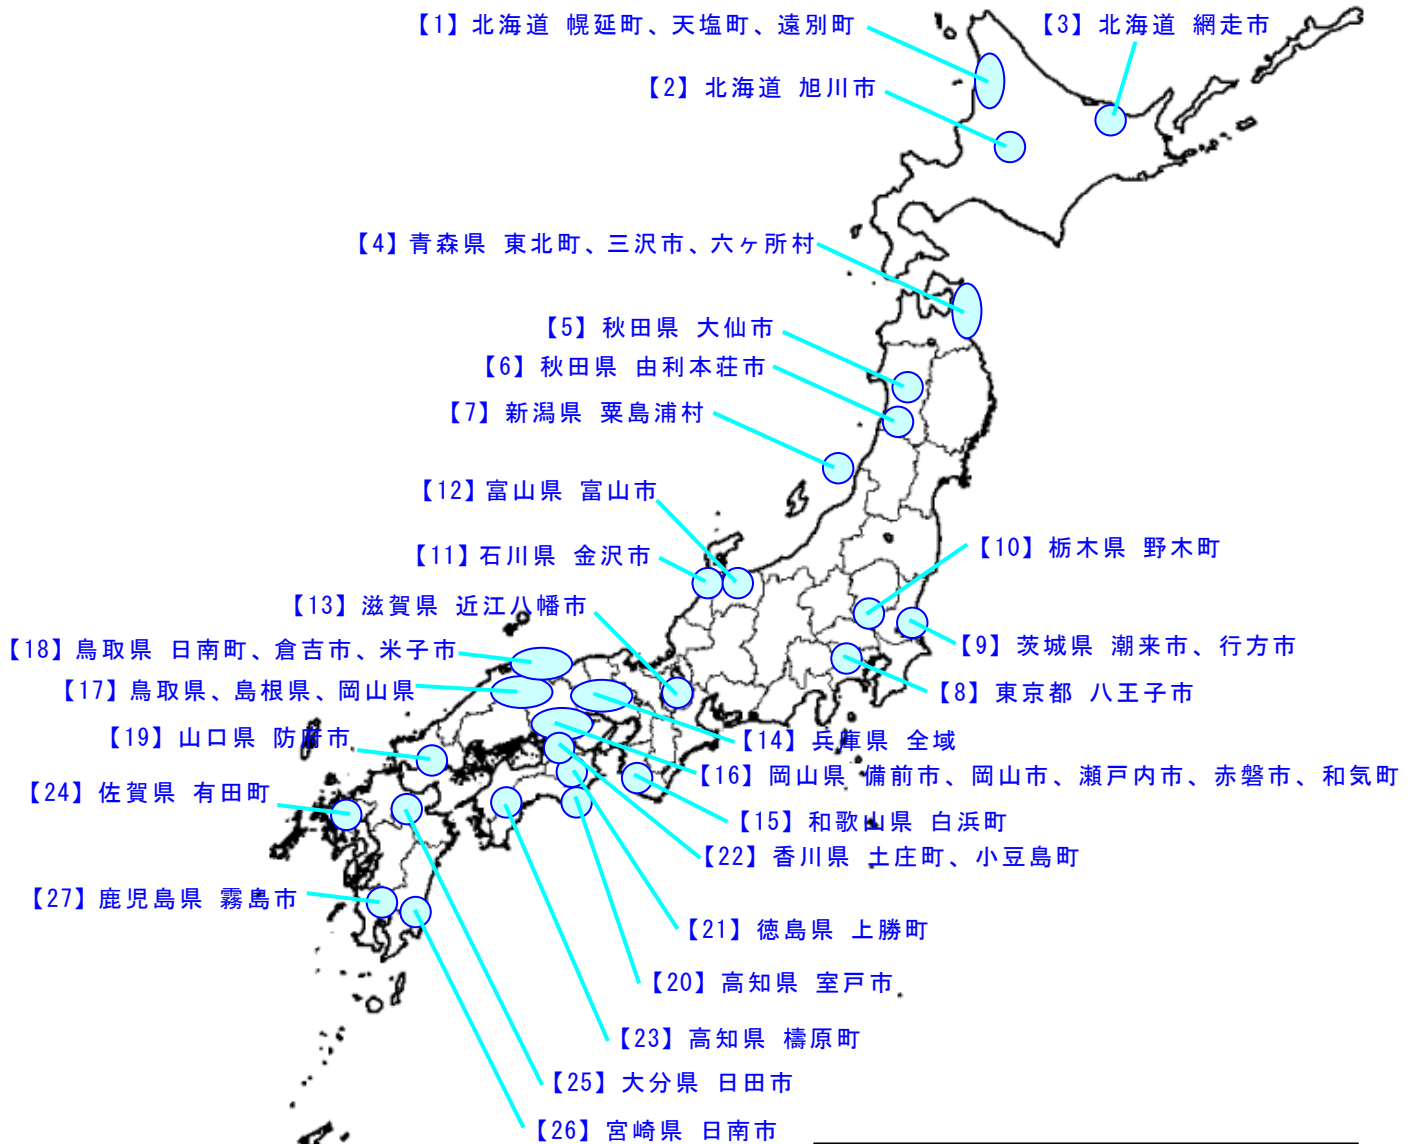 【1】北海道 幌延町、天塩町、遠別町
【3】北海道 網走市
【2】北海道 旭川市
【4】青森県 東北町、三沢市、六ヶ所村
【5】秋田県 大仙市
【6】秋田県 由利本荘市
【7】新潟県 粟島浦村
【12】富山県 富山市
【11】石川県 金沢市
【10】栃木県 野木町
【13】滋賀県 近江八幡市
【9】茨城県 潮来市、行方市
【18】鳥取県 日南町、倉吉市、米子市
【17】鳥取県、島根県、岡山県
【8】東京都 八王子市
【19】山口県 防府市
【14】兵庫県 全域
【16】岡山県 備前市、岡山市、瀬戸内市、赤磐市、和気町
【24】佐賀県 有田町
【15】和歌山県 白浜町
【22】香川県 土庄町、小豆島町
【27】鹿児島県 霧島市
【21】徳島県 上勝町
【20】高知県 室戸市
【23】高知県 檮原町
【25】大分県 日田市
【26】宮崎県 日南市